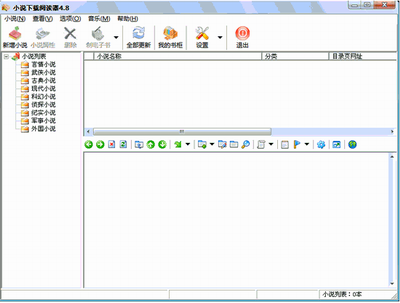 小说下载阅读器4.8
小说(N) 查看(V) 选项(O) 音乐(M) 帮助(H)
新增小说 小说属性 删除 制电子书 全部更新 我的书柜 设置 退出
小说列表
言情小说
武侠小说
古典小说
现代小说
科幻小说
侦探小说
纪实小说
军事小说
外国小说
小说名称 分类 目录页网址
小说列表：0本